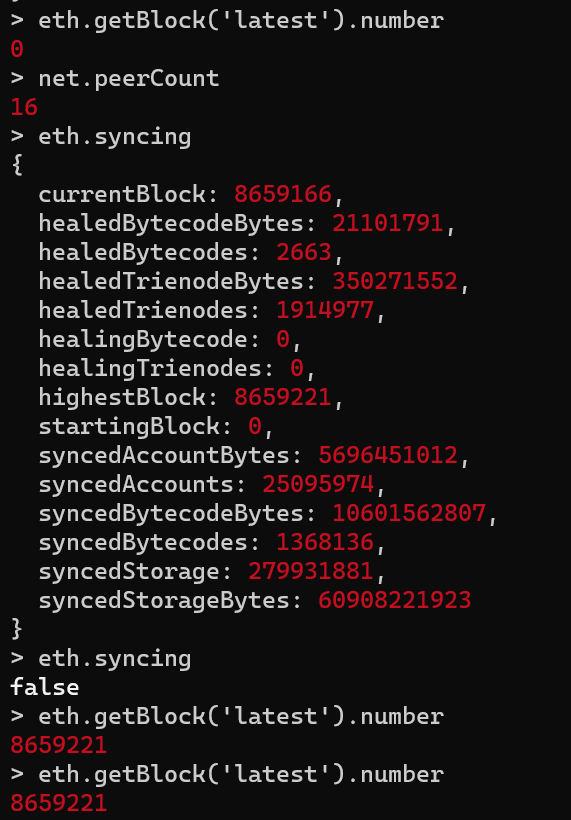 > eth.getBlock('latest').number
0
> net.peerCount
16
> eth.syncing
{
  currentBlock: 8659166,
  healedBytecodeBytes: 21101791,
  healedBytecodes: 2663,
  healedTrienodeBytes: 350271552,
  healedTrienodes: 1914977,
  healingBytecode: 0,
  healingTrienodes: 0,
  highestBlock: 8659221,
  startingBlock: 0,
  syncedAccountBytes: 5696451012,
  syncedAccounts: 25095974,
  syncedBytecodeBytes: 10601562807,
  syncedBytecodes: 1368136,
  syncedStorage: 279931881,
  syncedStorageBytes: 60908221923
}
> eth.syncing
false
> eth.getBlock('latest').number
8659221
> eth.getBlock('latest').number
8659221